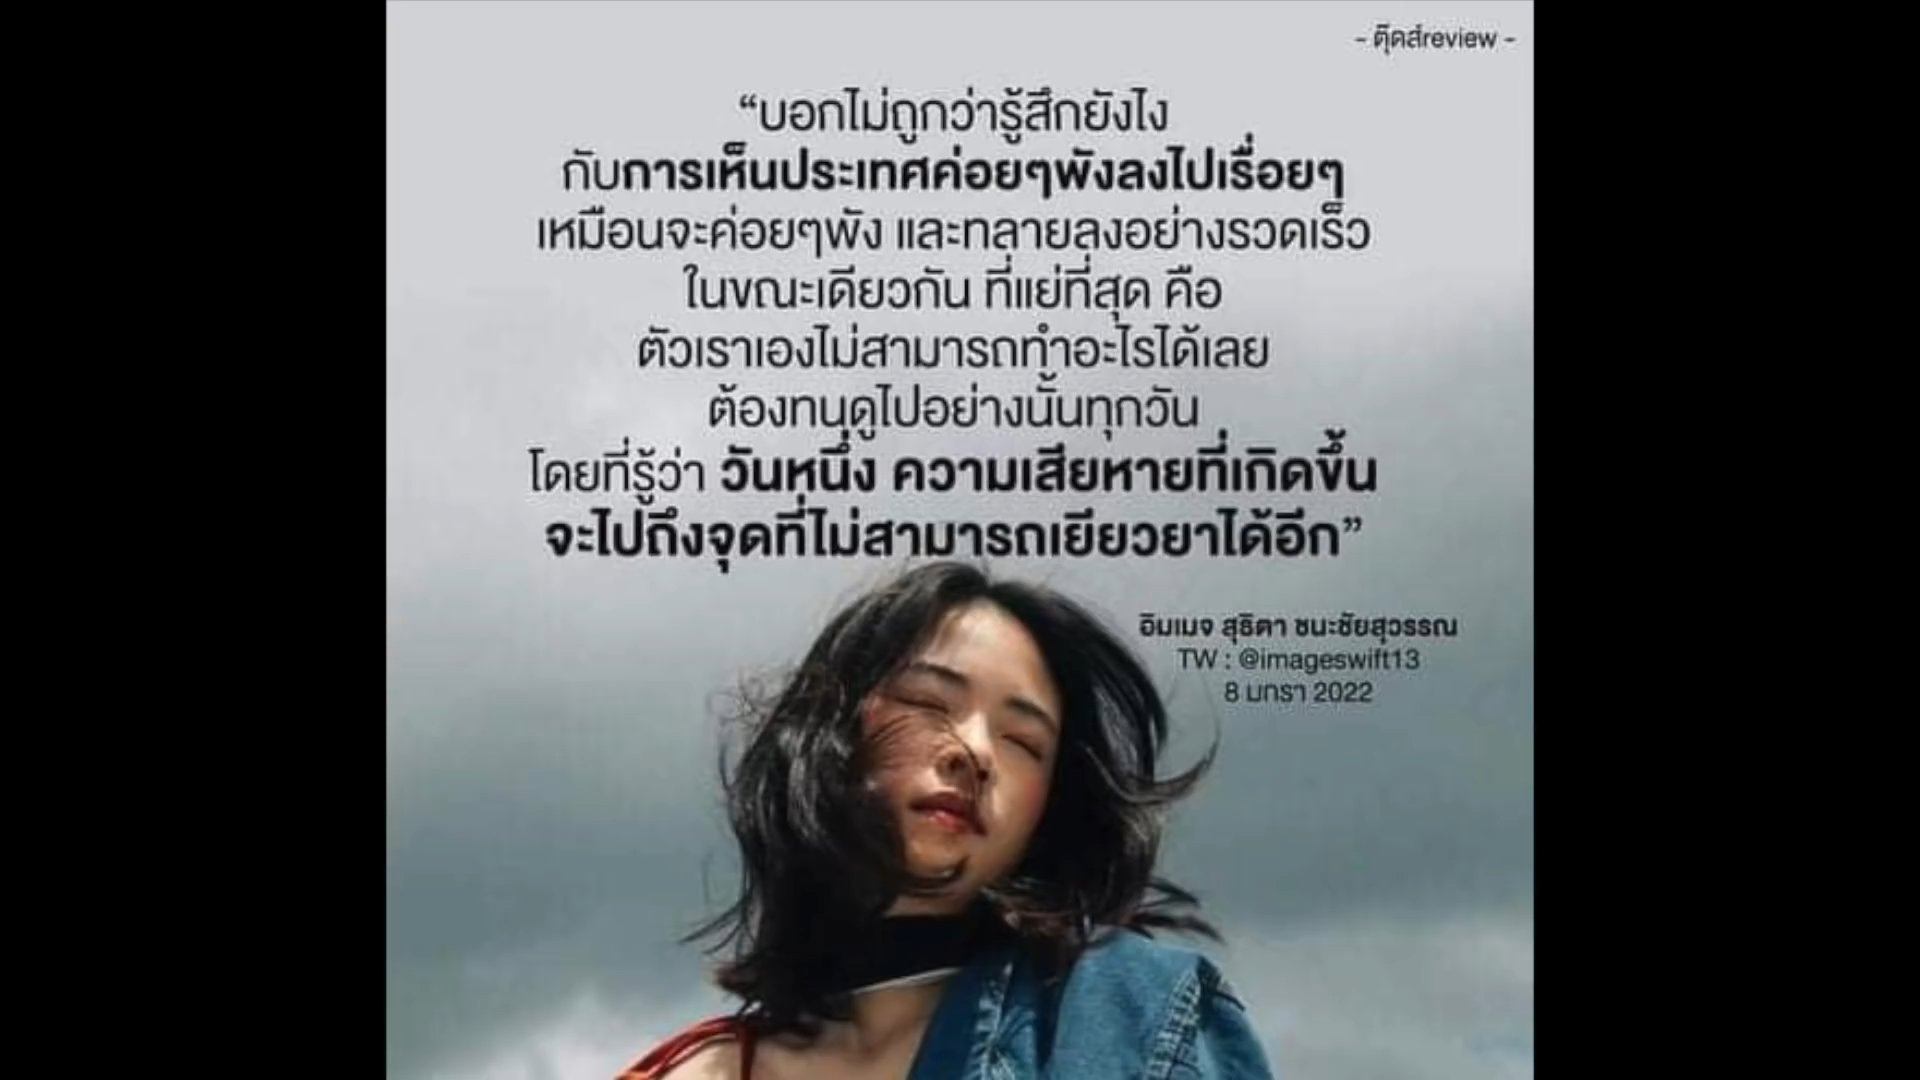 - ตุ๊ดส์review -
“บอกไม่ถูกว่ารู้สึกยังไง
กับการเห็นประเทศค่อยๆพังลงไปเรื่อยๆ
เหมือนจะค่อยๆพัง และทลายลงอย่างรวดเร็ว
ในขณะเดียวกัน ที่แย่ที่สุด คือ
ตัวเราเองไม่สามารถทำอะไรได้เลย
ต้องทนดูไปอย่างนั้นทุกวัน
โดยที่รู้ว่า วันหนึ่ง ความเสียหายที่เกิดขึ้น
จะไปถึงจุดที่ไม่สามารถเยียวยาได้อีก”
อิมเมจ สุธิตา ชนะชัยสุวรรณ
TW : @imageswift13
8 มกรา 2022